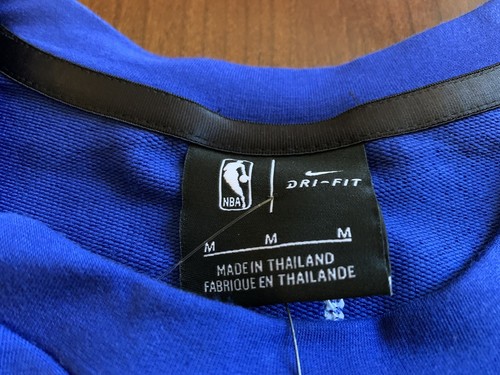 NBA
DRI-FIT
M M M
MADE IN THAILAND
FABRIQUE EN THAILANDE